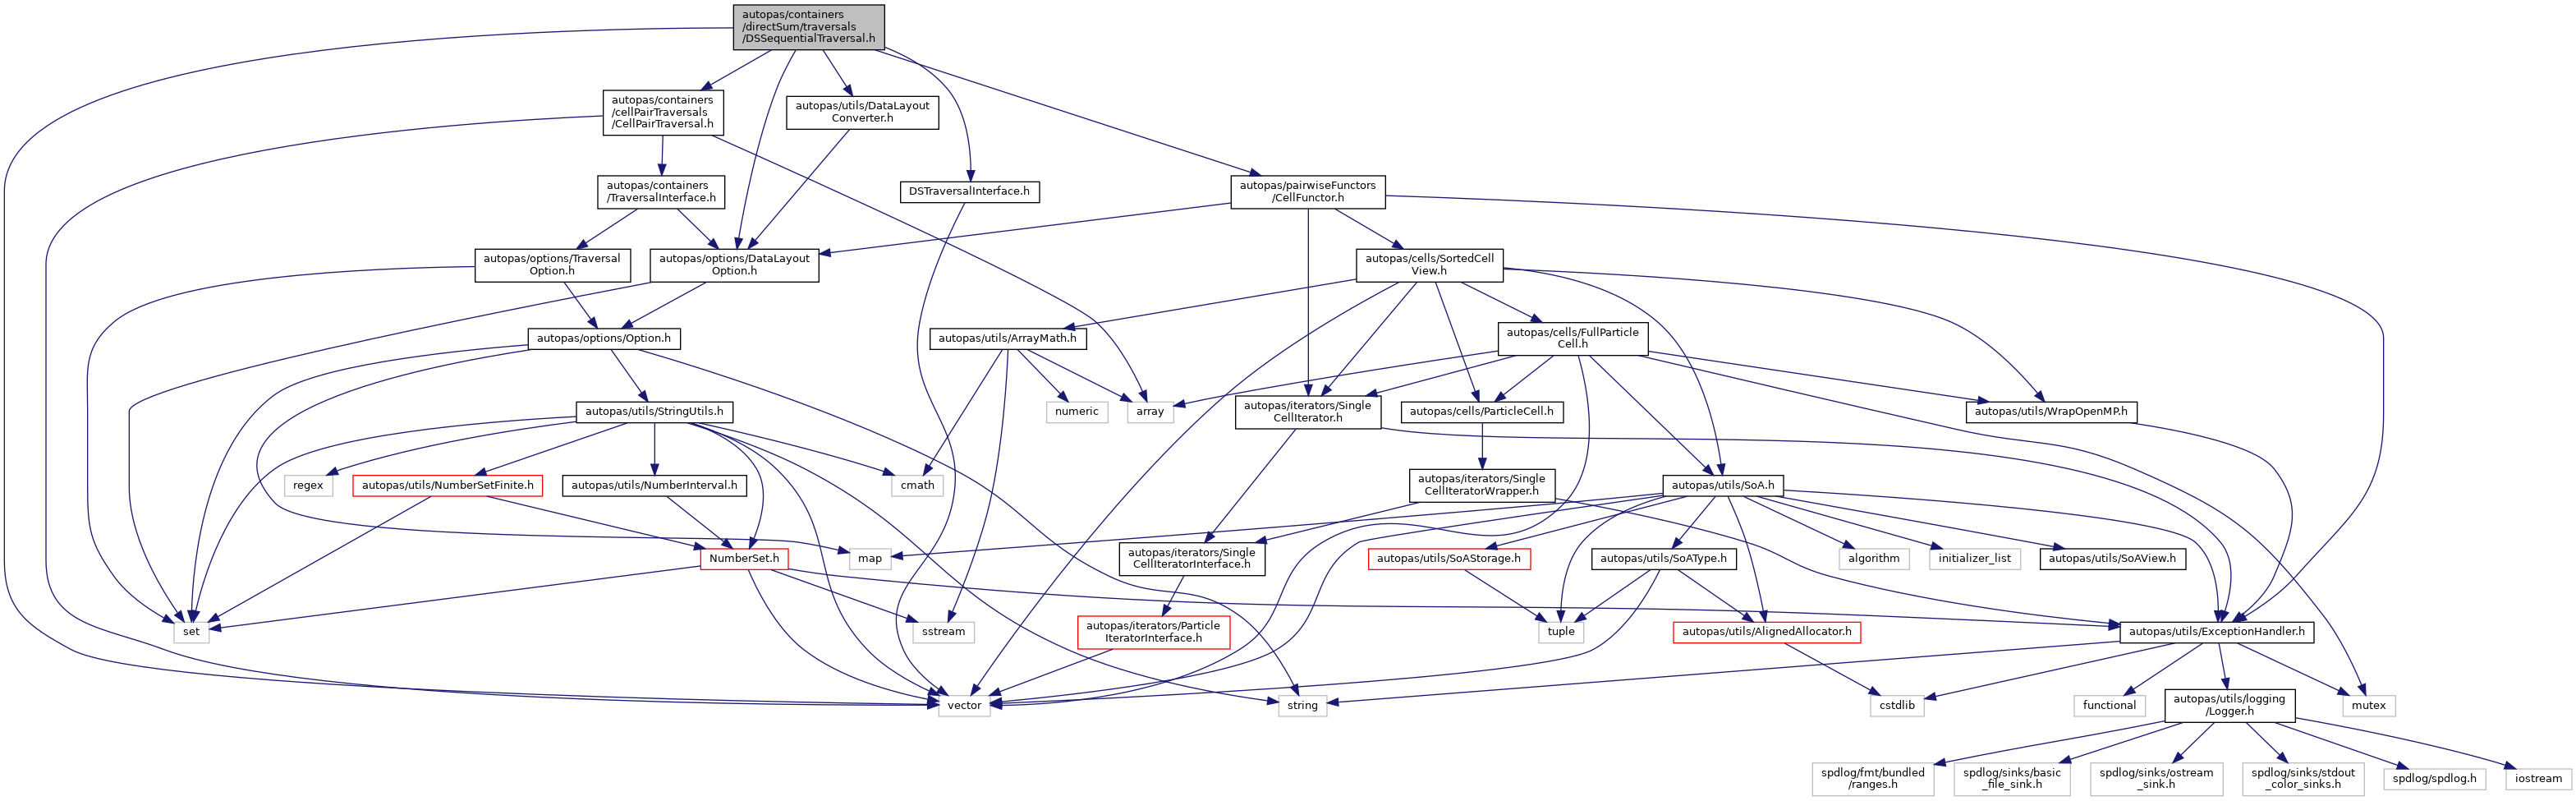 autopas/containers
/directSum/traversals
/DSSequentialTraversal.h
autopas/containers
/cellPairTraversals
/CellPairTraversal.h
autopas/utils/DataLayout
Converter.h
autopas/containers
/TraversalInterface.h
DSTraversalInterface.h
autopas/pairwiseFunctors
/CellFunctor.h
autopas/options/Traversal
Option.h
autopas/options/DataLayout
Option.h
autopas/cells/SortedCell
View.h
autopas/options/Option.h
autopas/utils/ArrayMath.h
autopas/cells/FullParticle
Cell.h
autopas/utils/StringUtils.h
numeric
array
autopas/iterators/Single
CellIterator.h
autopas/cells/ParticleCell.h
autopas/utils/WrapOpenMP.h
regex
autopas/utils/NumberSetFinite.h
autopas/utils/NumberInterval.h
cmath
autopas/iterators/Single
CellIteratorWrapper.h
autopas/utils/SoA.h
NumberSet.h
map
autopas/iterators/Single
CellIteratorInterface.h
autopas/utils/SoAStorage.h
autopas/utils/SoAType.h
algorithm
initializer_list
autopas/utils/SoAView.h
set
sstream
autopas/iterators/Particle
IteratorInterface.h
tuple
autopas/utils/AlignedAllocator.h
autopas/utils/ExceptionHandler.h
vector
string
cstdlib
functional
autopas/utils/logging
/Logger.h
mutex
spdlog/fmt/bundled
/ranges.h
spdlog/sinks/basic
_file_sink.h
spdlog/sinks/ostream
_sink.h
spdlog/sinks/stdout
_color_sinks.h
spdlog/spdlog.h
iostream